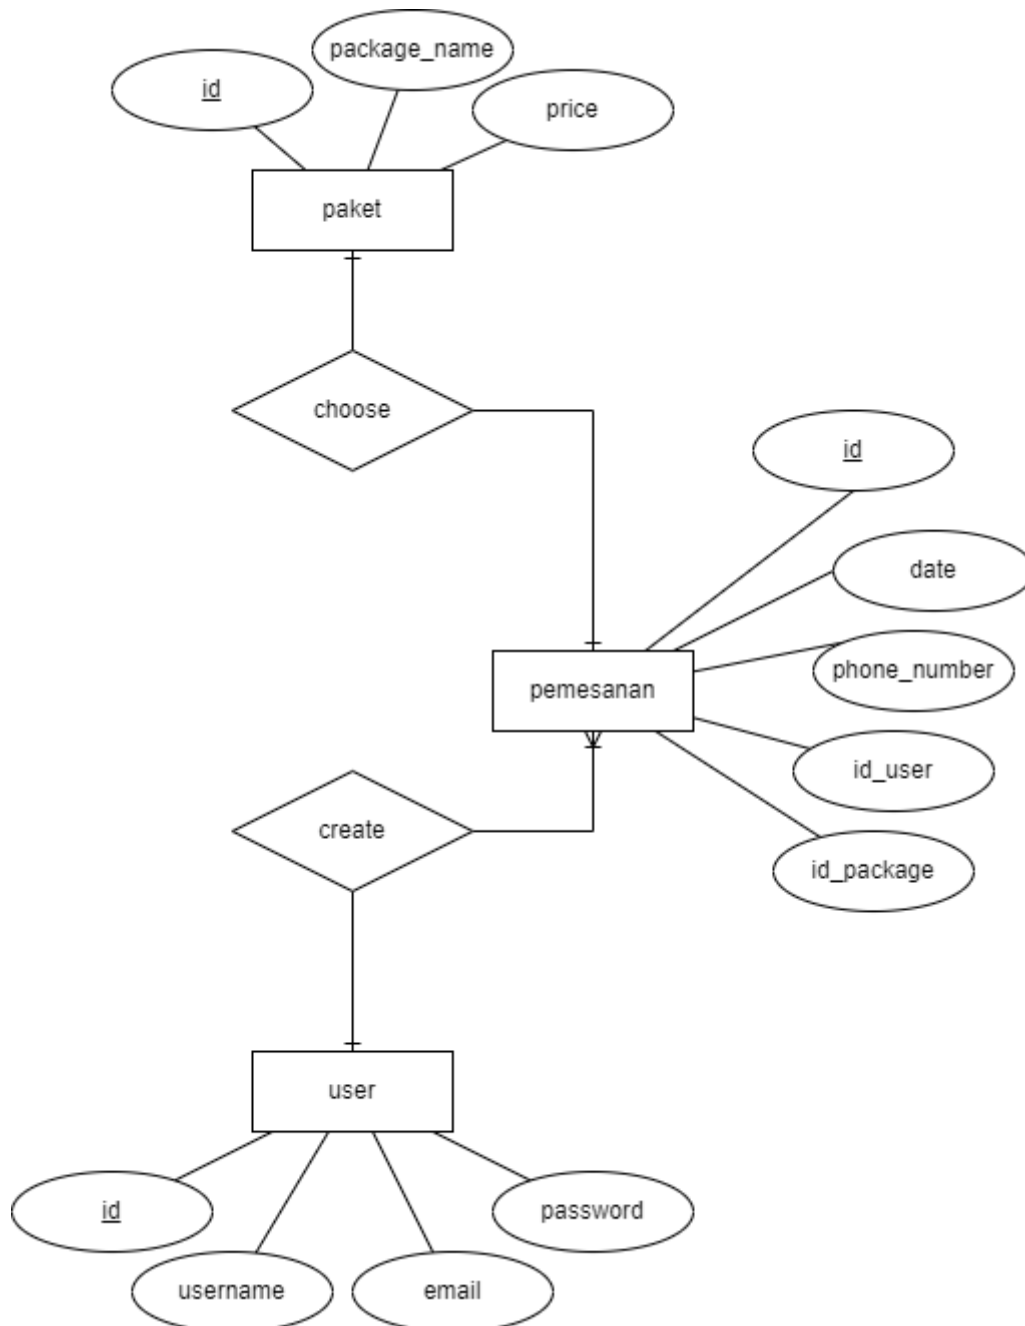 package_name
id
price
paket
choose
id
date
phone_number
pemesanan
id_user
create
id_package
user
id
password
username
email